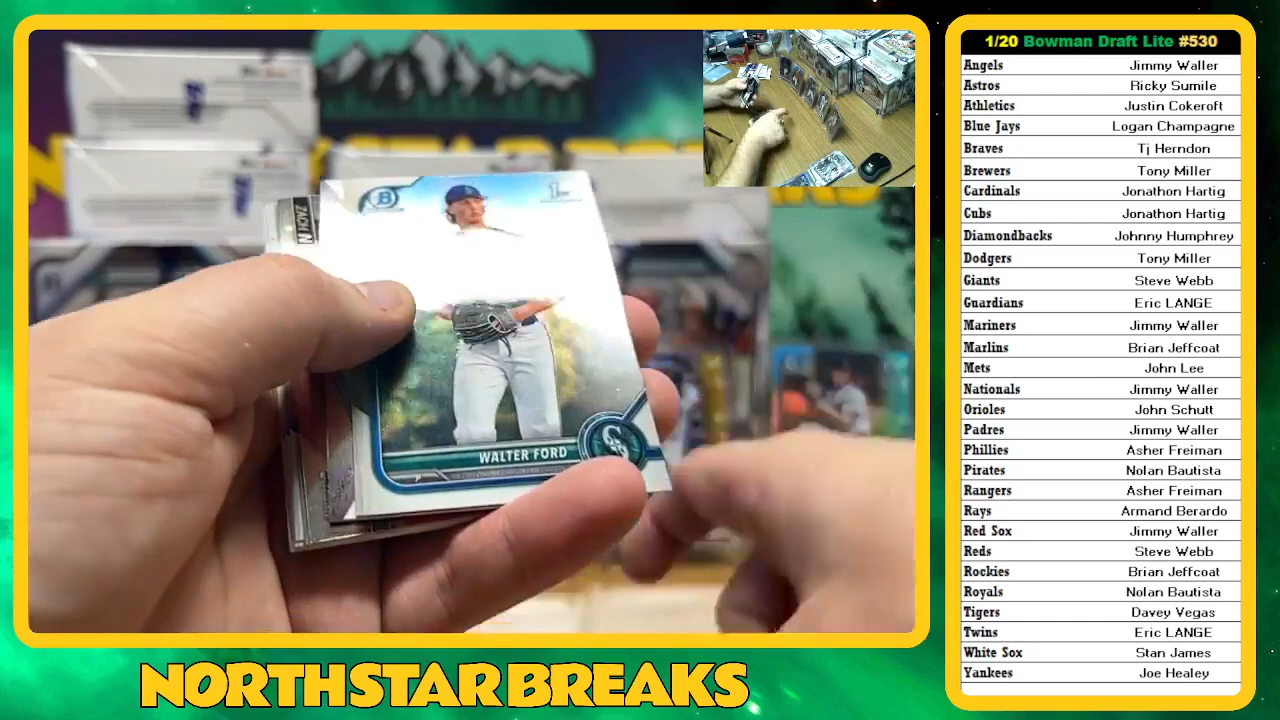 1/20 Bowman Draft Lite #530
Angels Jimmy Waller
Astros Ricky Sumile
Athletics Justin Cokeroft
Blue Jays Logan Champagne
Braves Tj Herndon
Brewers Tony Miller
Cardinals Jonathon Hartig
Cubs Jonathon Hartig
Diamondbacks Johnny Humphrey
Dodgers Tony Miller
Giants Steve Webb
Guardians Eric LANGE
Mariners Jimmy Waller
Marlins Brian Jeffcoat
Mets John Lee
Nationals Jimmy Waller
Orioles John Schutt
Padres Jimmy Waller
Phillies Asher Freiman
Pirates Nolan Bautista
Rangers Asher Freiman
Rays Armand Berardo
Red Sox Jimmy Waller
Reds Steve Webb
Rockies Brian Jeffcoat
Royals Nolan Bautista
Tigers Davey Vegas
Twins Eric LANGE
White Sox Stan James
Yankees Joe Healey
B
1st
ZACH N
WALTER FORD
P
NORTHSTAR BREAKS